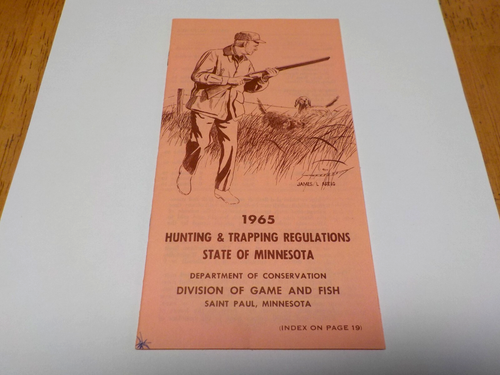 JAMES L
1965
HUNTING & TRAPPING REGULATIONS
STATE OF MINNESOTA
DEPARTMENT OF CONSERVATION
DIVISION OF GAME AND FISH
SAINT PAUL, MINNESOTA
(INDEX ON PAGE 19)